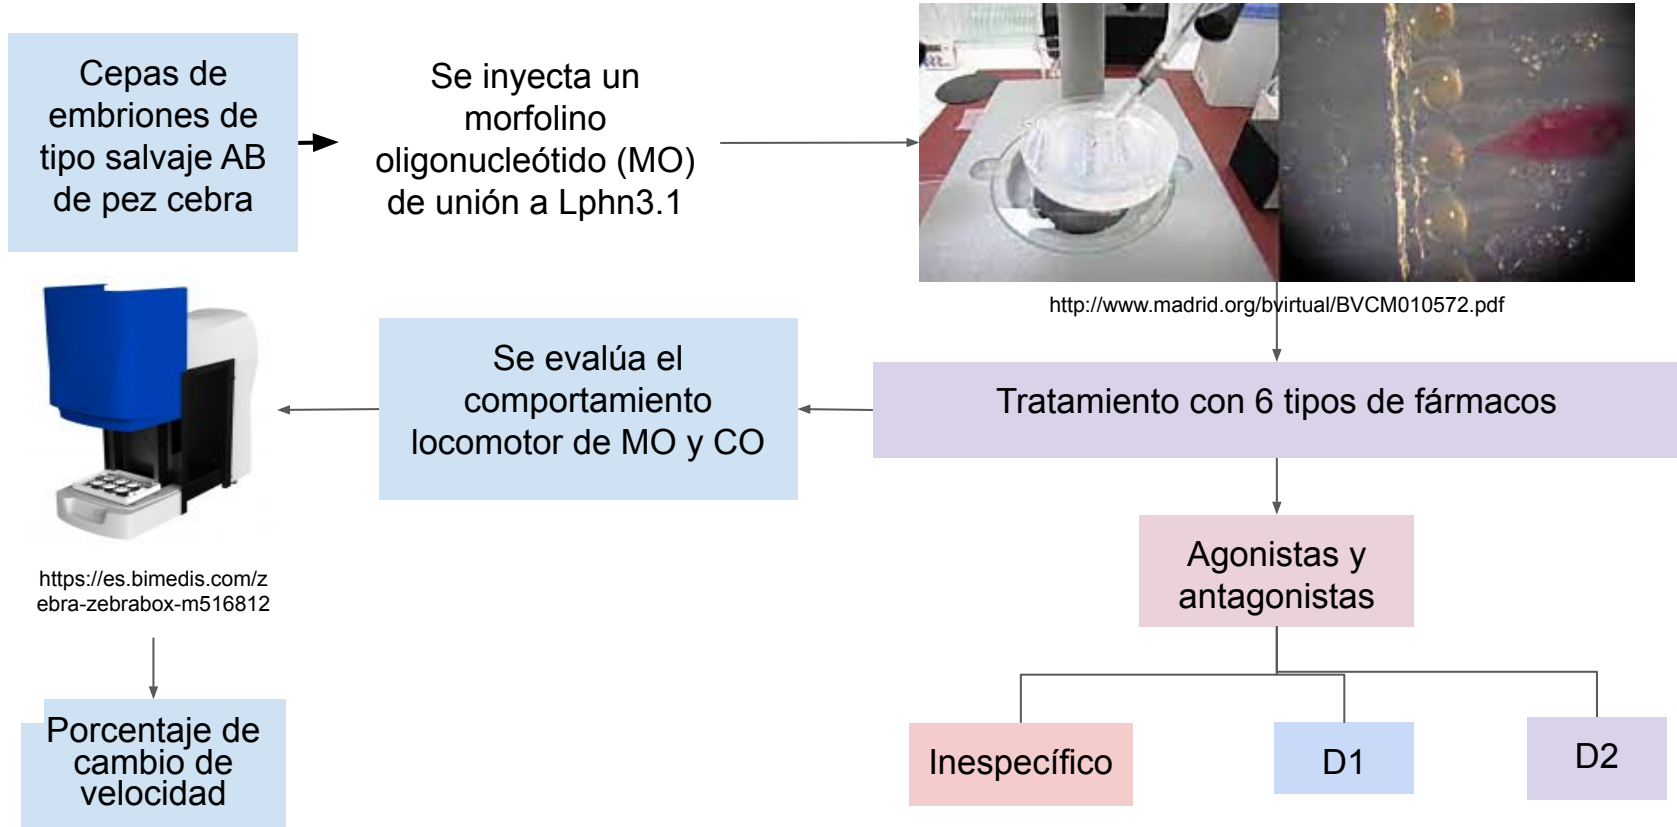 Cepas de
embriones de
tipo salvaje AB
de pez cebra
Se inyecta un
morfolino
oligonucleótido (MO)
de unión a Lphn3.1
http://www.madrid.org/bvirtual/BVCM010572.pdf
Tratamiento con 6 tipos de fármacos
Se evalúa el
comportamiento
locomotor de MO y CO
https://es.bimedis.com/z
ebra-zebrabox-m516812
Porcentaje de
cambio de
velocidad
Agonistas y
antagonistas
Inespecífico
D1
D2